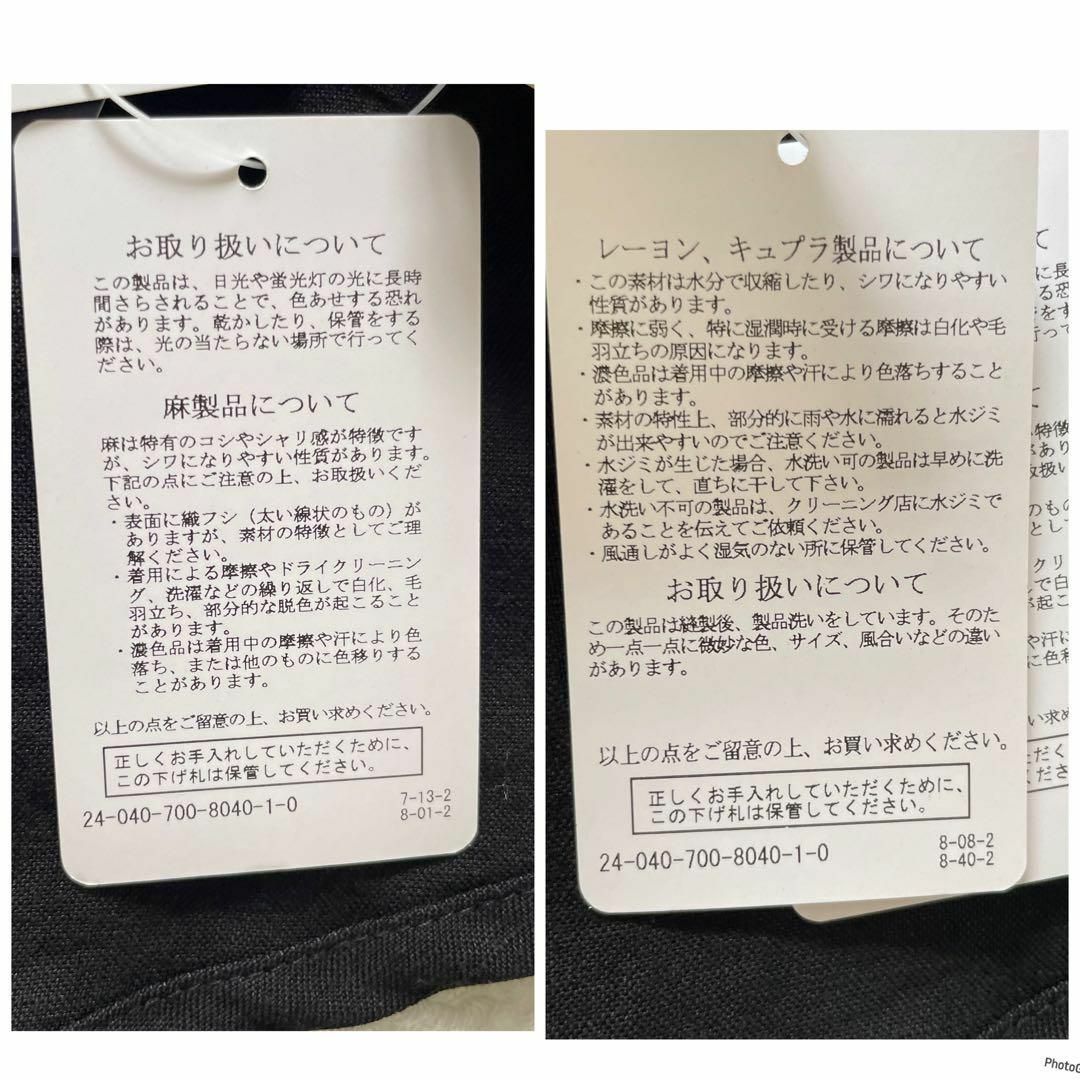 お取り扱いについて
この製品は、日光や蛍光灯の光に長時
間さらされることで、色あせする恐れ
があります。乾かしたり、保管をする
際は、光の当たらない場所で行ってく
ださい。
麻製品について
麻は特有のコシやシャリ感が特徴です
が、シワになりやすい性質があります。
下記の点にご注意の上、お取扱いくだ
さい。
・表面に織フシ（太い線状のもの）が
ありますが、素材の特徴としてご理
解ください。
・着用による摩擦やドライクリーニン
グ、洗濯などの繰り返しで白化、毛
羽立ち、部分的な脱色が起こること
があります。
・濃色品は着用中の摩擦や汗により色
落ち、または他のものに色移りする
ことがあります。
以上の点をご留意の上、お買い求めください。
正しくお手入れしていただくために、
この下げ札は保管してください。
24-040-700-8040-1-0
7-13-2
8-01-2
レーヨン、キュプラ製品について
・この素材は水分で収縮したり、シワになりやすい
性質があります。
・摩擦に弱く、特に湿潤時に受ける摩擦は白化や毛
羽立ちの原因になります。
・濃色品は着用中の摩擦や汗により色落ちすること
があります。
・素材の特性上、部分的に雨や水に濡れると水ジミ
が出来やすいのでご注意ください。
・水ジミが生じた場合、水洗い可の製品は早めに洗
濯をして、直ちに干して下さい。
・水洗い不可の製品は、クリーニング店に水ジミで
あることを伝えてご依頼ください。
・風通しがよく湿気のない所に保管してください。
お取り扱いについて
この製品は縫製後、製品洗いをしています。そのた
め一点一点に微妙な色、サイズ、風合いなどの違い
があります。
以上の点をご留意の上、お買い求めください。
正しくお手入れしていただくために、
この下げ札は保管してください。
24-040-700-8040-1-0
8-08-2
8-40-2